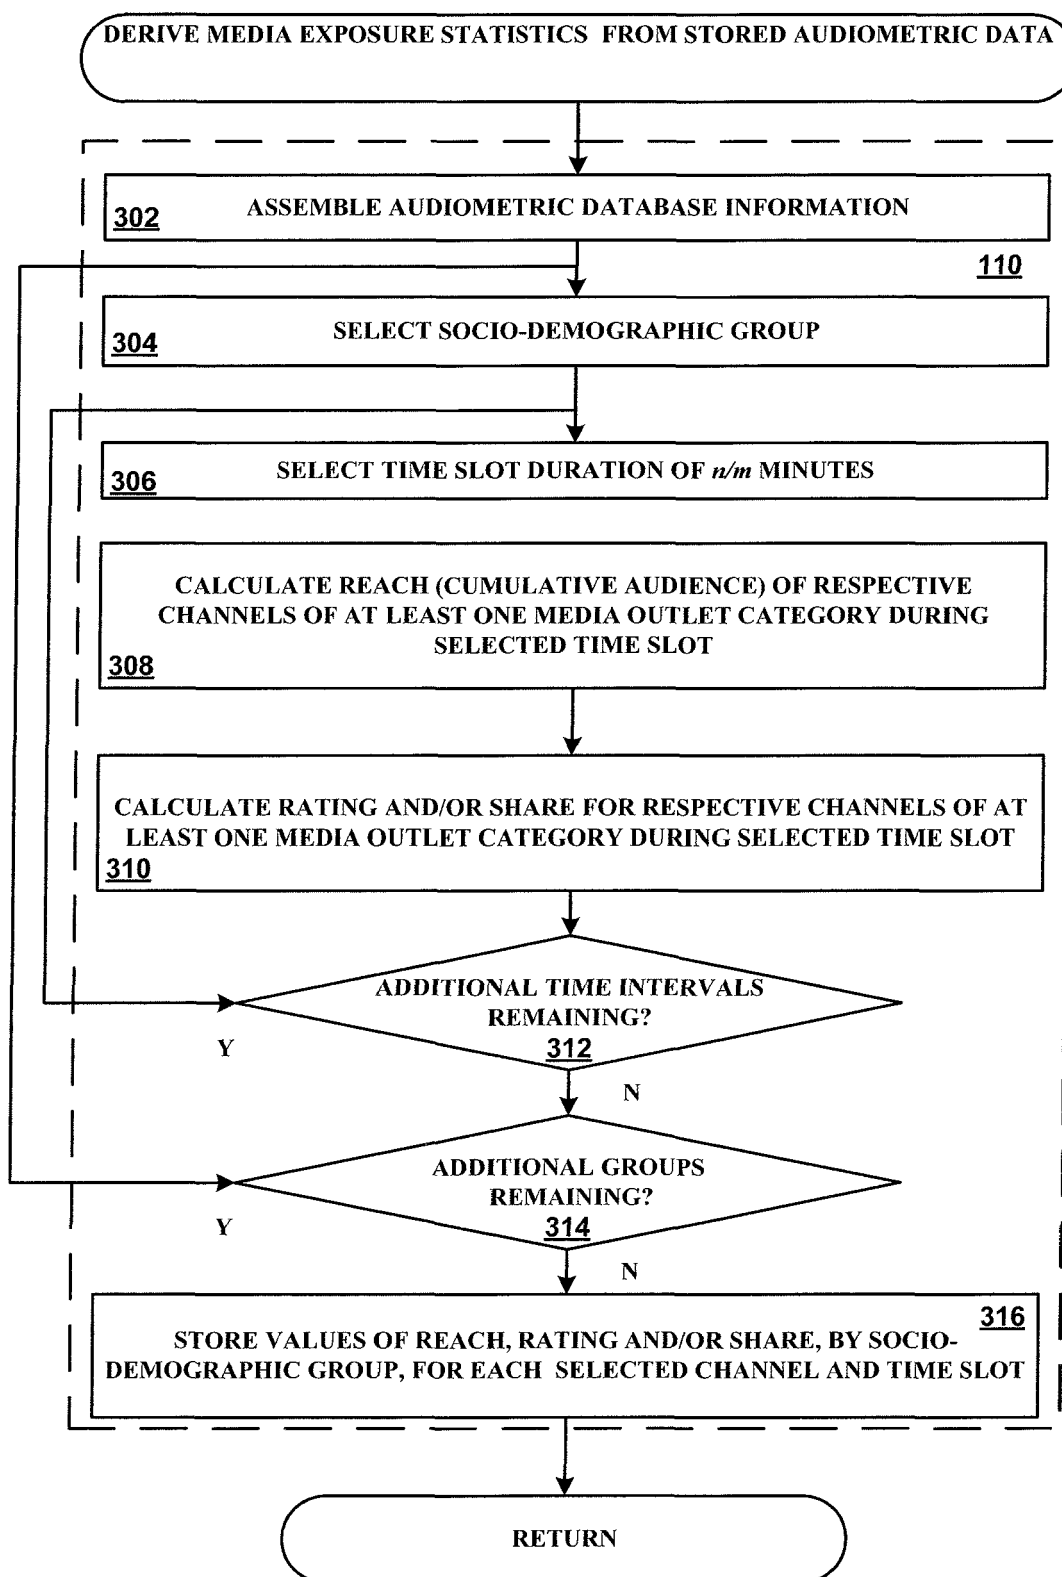 DERIVE MEDIA EXPOSURE STATISTICS FROM STORED AUDIOMETRIC DATA
302
ASSEMBLE AUDIOMETRIC DATABASE INFORMATION
110
304
SELECT SOCIO-DEMOGRAPHIC GROUP
306
SELECT TIME SLOT DURATION OF n/m MINUTES
CALCULATE REACH (CUMULATIVE AUDIENCE) OF RESPECTIVE
CHANNELS OF AT LEAST ONE MEDIA OUTLET CATEGORY DURING
SELECTED TIME SLOT
308
CALCULATE RATING AND/OR SHARE FOR RESPECTIVE CHANNELS OF AT
LEAST ONE MEDIA OUTLET CATEGORY DURING SELECTED TIME SLOT
310
ADDITIONAL TIME INTERVALS
REMAINING?
312
Y
N
ADDITIONAL GROUPS
REMAINING?
314
Y
N
316
STORE VALUES OF REACH, RATING AND/OR SHARE, BY SOCIO-
DEMOGRAPHIC GROUP, FOR EACH SELECTED CHANNEL AND TIME SLOT
RETURN